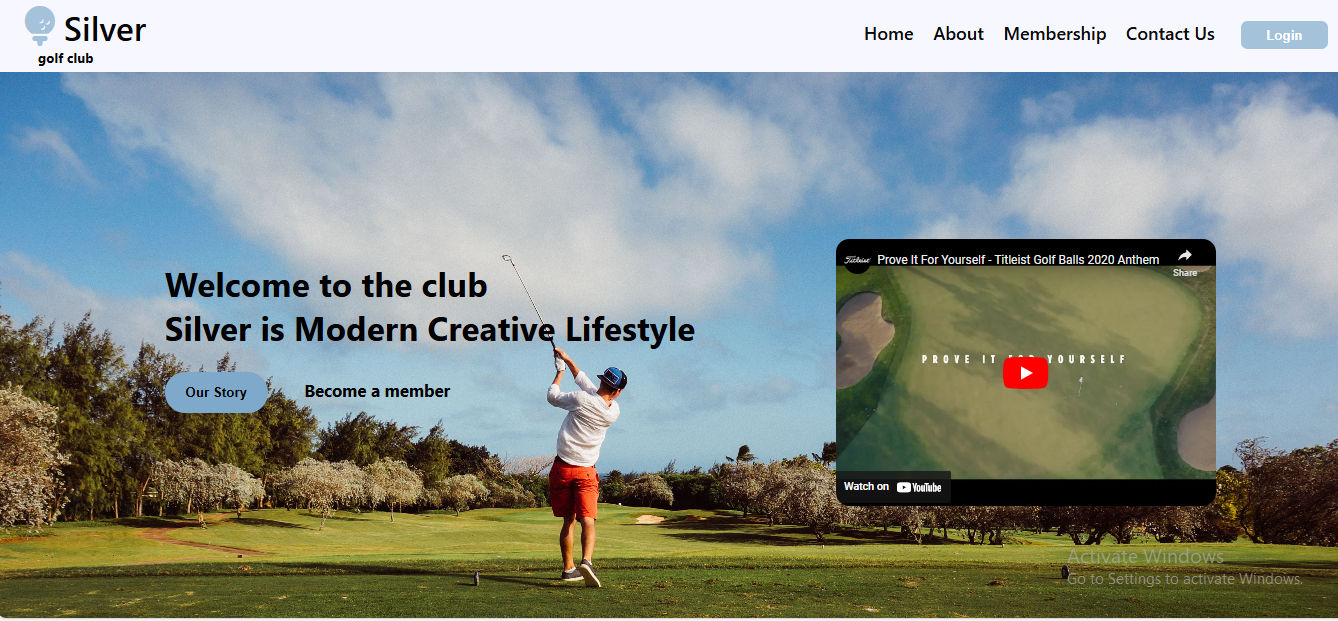 Silver
golf club
Home About Membership Contact Us Login
Titleist Prove It For Yourself - Titleist Golf Balls 2020 Anthem
Share
Welcome to the club
Silver is Modern Creative Lifestyle
PROVE IT FOR YOURSELF
Our Story Become a member
Watch on YouTube
Activate Windows
Go to Settings to activate Windows.